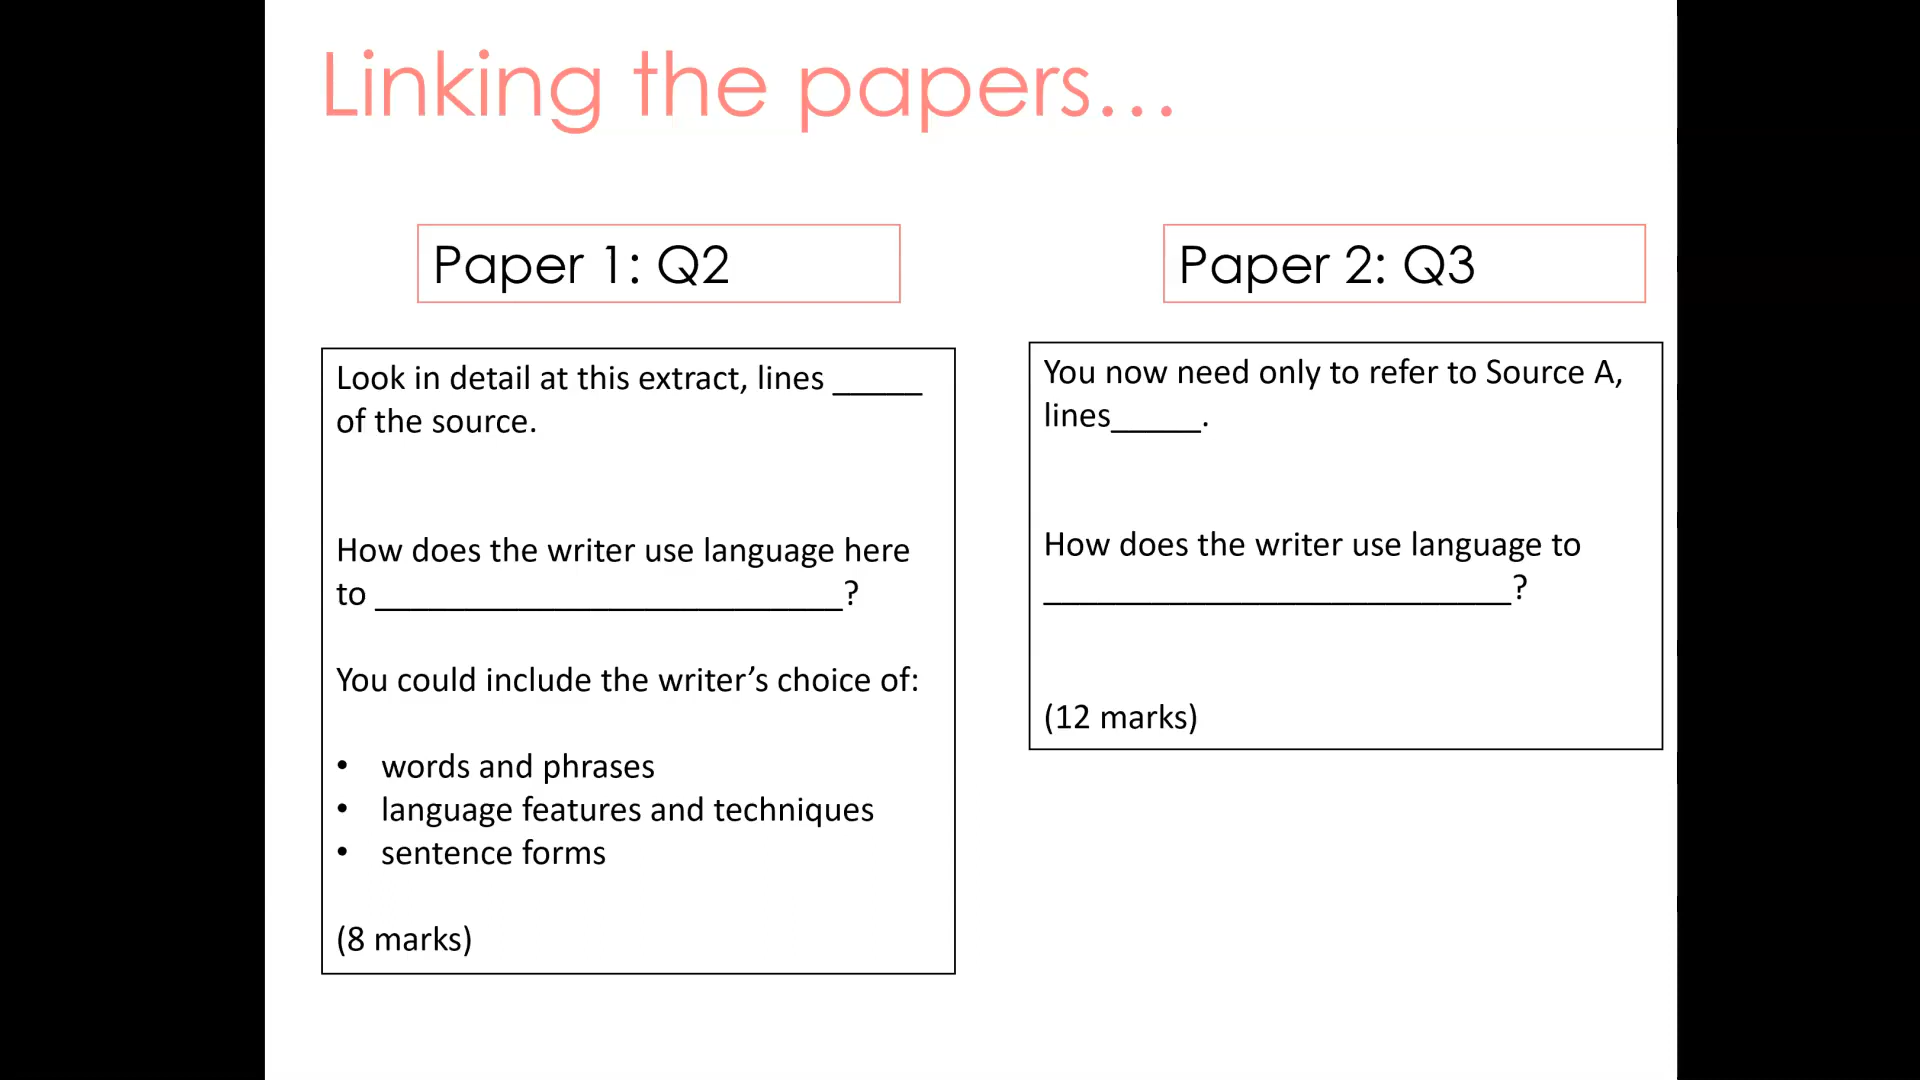 Linking the papers...
Paper 1: Q2
Look in detail at this extract, lines _____
of the source.
How does the writer use language here
to __________________________?
You could include the writer’s choice of:
• words and phrases
• language features and techniques
• sentence forms
(8 marks)
Paper 2: Q3
You now need only to refer to Source A,
lines_____.
How does the writer use language to
__________________________?
(12 marks)